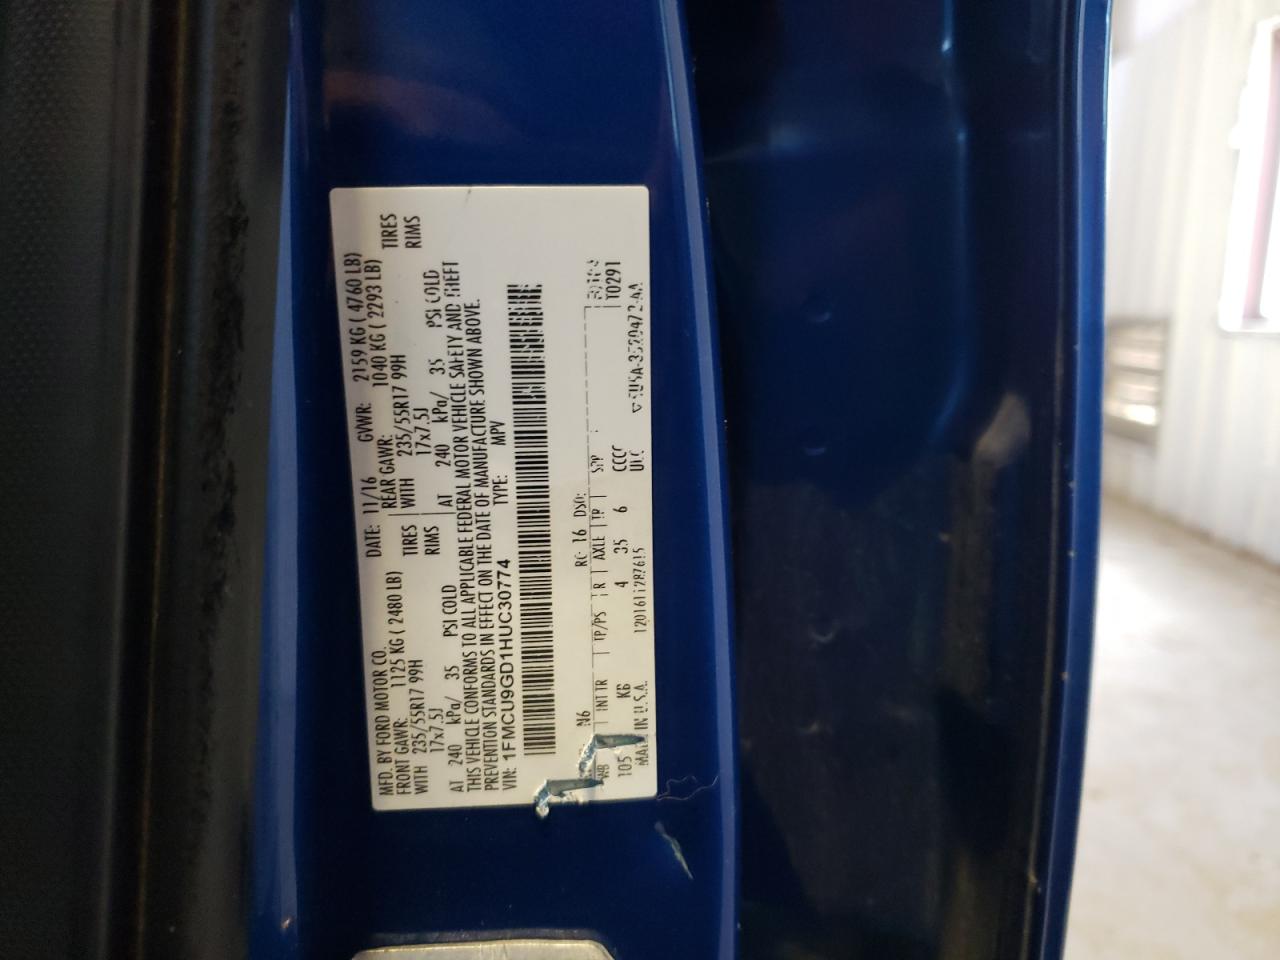 MFD. BY FORD MOTOR CO. DATE: 11/16 GVWR: 2159 KG ( 4760 LB)
FRONT GAWR: 1125 KG ( 2480 LB) REAR GAWR: 1040 KG ( 2293 LB)
WITH 235/55R17 99H TIRES WITH 235/55R17 99H TIRES
17x7.5J RIMS 17x7.5J RIMS
AT 240 kPa/ 35 PSI COLD AT 240 kPa/ 35 PSI COLD
THIS VEHICLE CONFORMS TO ALL APPLICABLE FEDERAL MOTOR VEHICLE SAFETY AND THEFT
PREVENTION STANDARDS IN EFFECT ON THE DATE OF MANUFACTURE SHOWN ABOVE.
VIN: 1FMCU9GD1HUC30774 TYPE: MPV
N6 RC: 16 DSO:
WB INT TR TP/PS R AXLE TP SPP
105 KB 4 35 6 CCCC T0291
MADE IN U.S.A. ULC